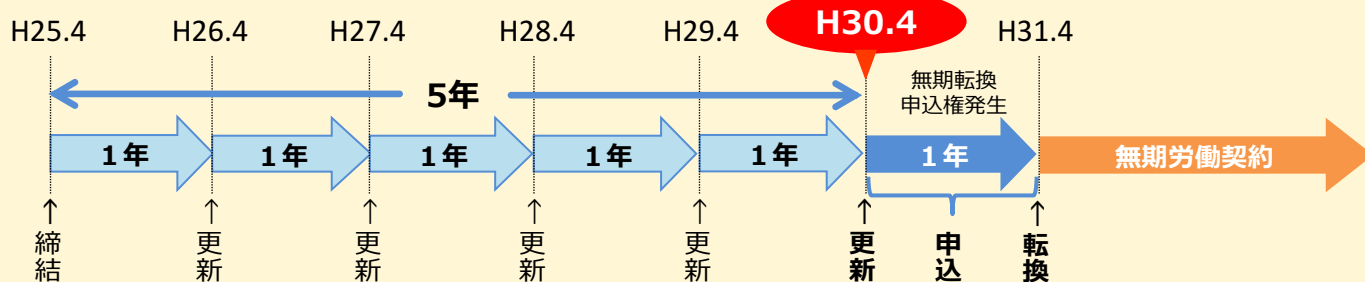 H25.4
H26.4
H27.4
H28.4
H29.4
H30.4
H31.4
5年
無期転換
申込権発生
1年
1年
1年
1年
1年
1年
無期労働契約
↑
締結
↑
更新
↑
更新
↑
更新
↑
更新
↑
更新
申込
↑
転換